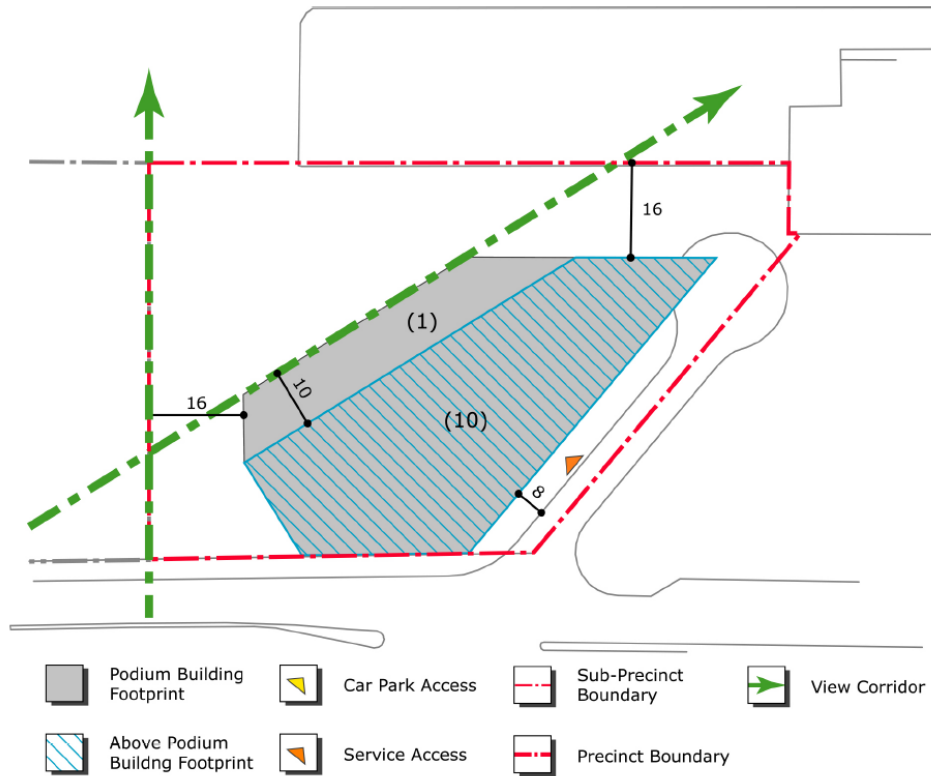 16
(1)
10
16
(10)
8
Podium Building
Footprint
Car Park Access
Sub-Precinct
Boundary
View Corridor
Above Podium
Buildng Footprint
Service Access
Precinct Boundary